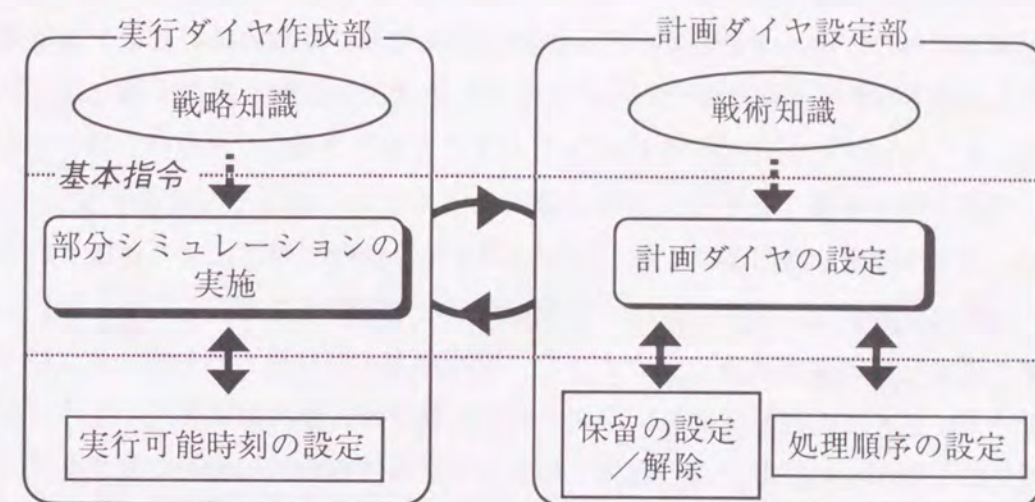 実行ダイヤ作成部
戦略知識
基本指令
部分シミュレーションの
実施
実行可能時刻の設定
計画ダイヤ設定部
戦術知識
計画ダイヤの設定
保留の設定
／解除
処理順序の設定